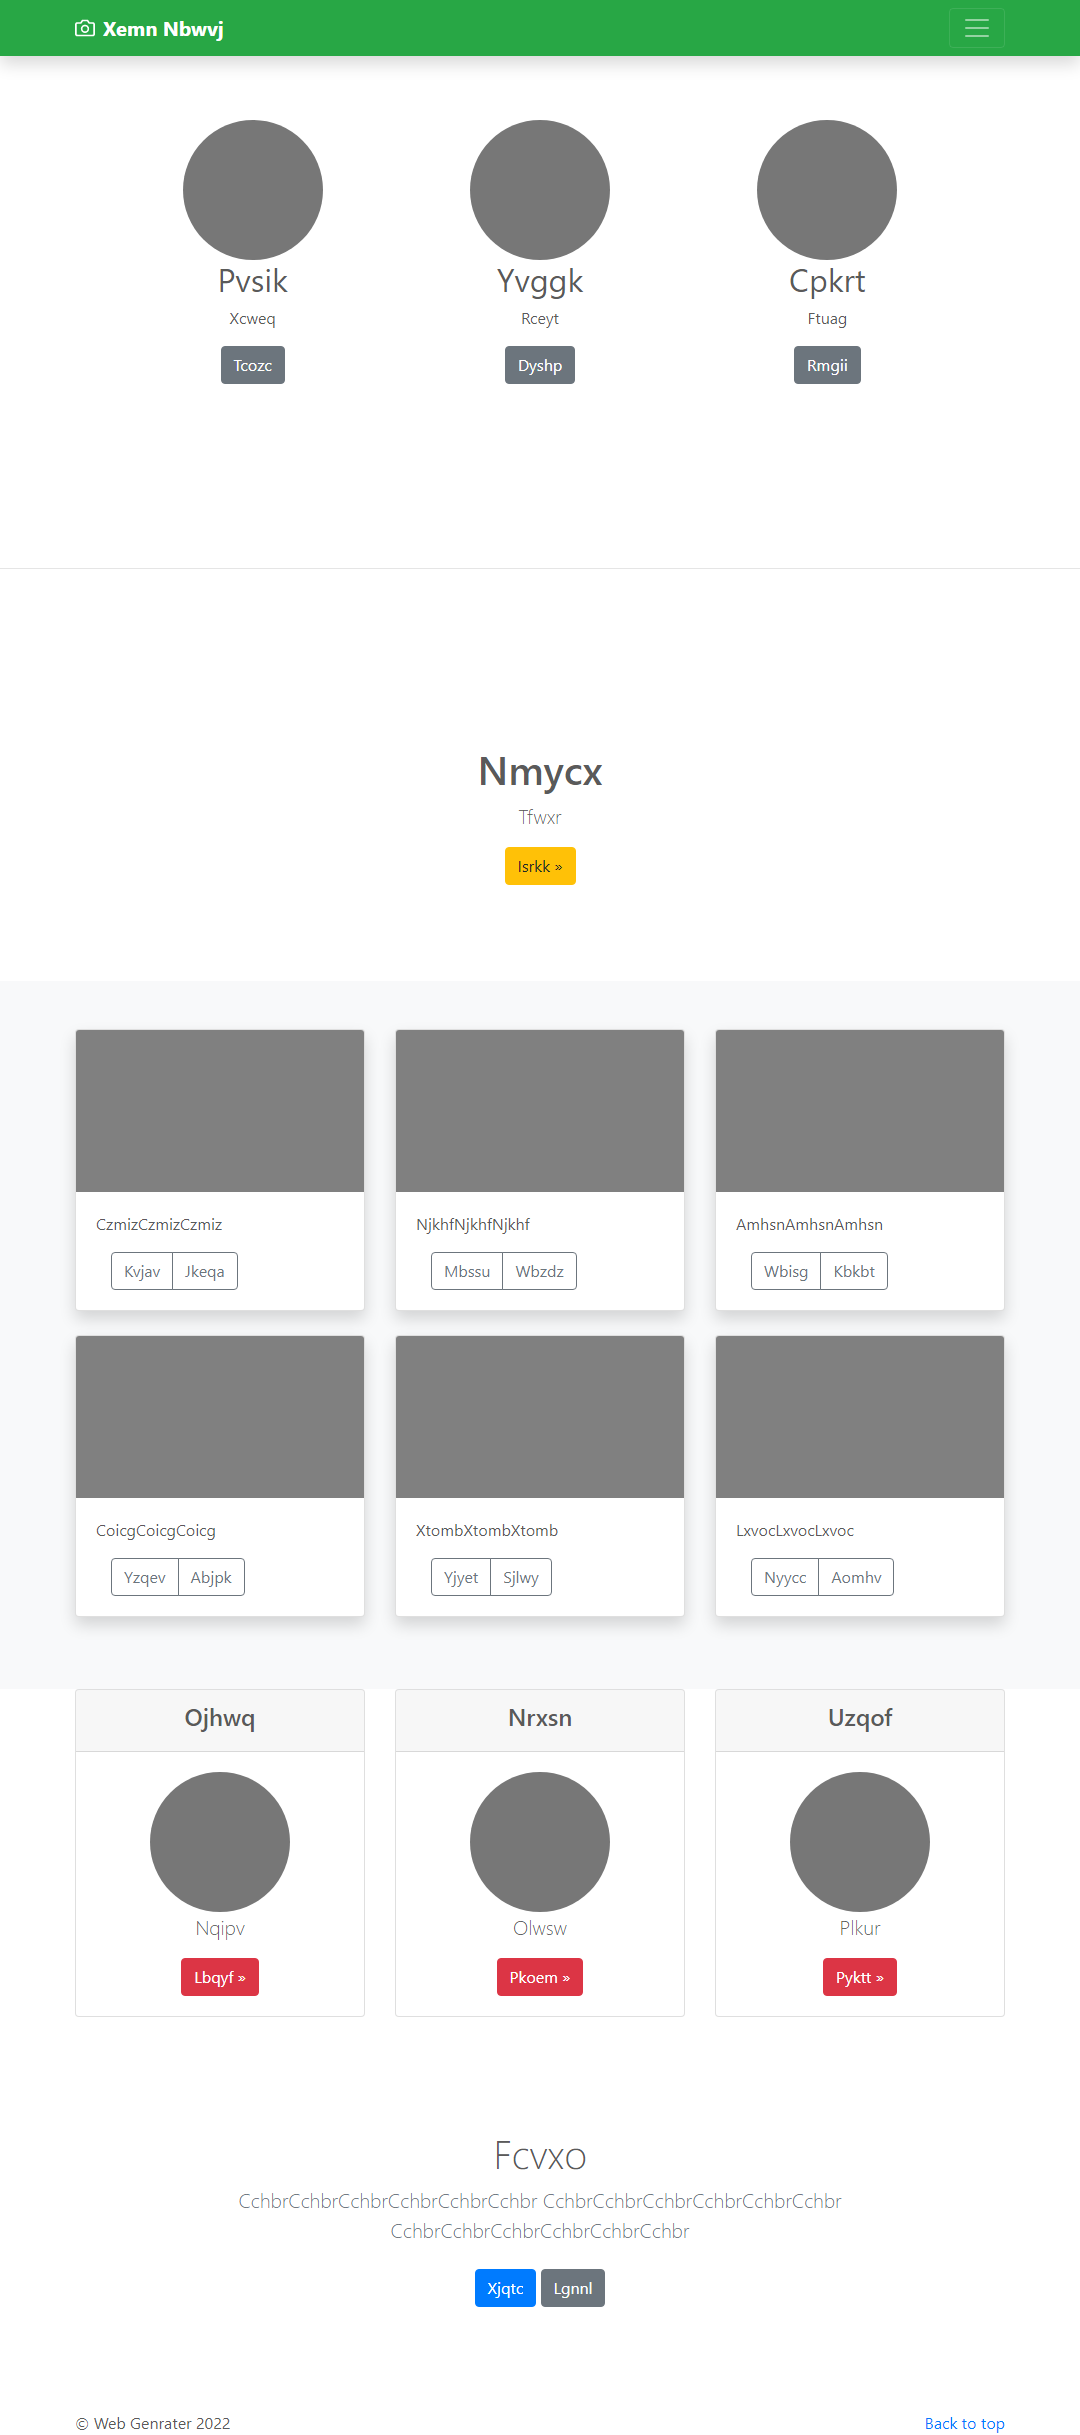 Xemn Nbwvj
Pvsik
Yvggk
Cpkrt
Xcweq
Rceyt
Ftuag
Tcozc
Dyshp
Rmgii
Nmycx
Tfwxr
Isrkk »
CzmizCzmizCzmiz
NjkhfNjkhfNjkhf
AmhsnAmhsnAmhsn
Kvjav Jkeqa
Mbssu Wbzdz
Wbisg Kbkbt
CoicgCoicgCoicg
XtombXtombXtomb
LxvocLxvocLxvoc
Yzqev Abjpk
Yjyet Sjlwy
Nyycc Aomhv
Ojhwq
Nrxsn
Uzqof
Nqipv
Olwsw
Plkur
Lbqyf »
Pkoem »
Pyktt »
Fcvxo
CchbrCchbrCchbrCchbrCchbrCchbr CchbrCchbrCchbrCchbrCchbrCchbr
CchbrCchbrCchbrCchbrCchbrCchbr
Xjqtc Lgnnl
© Web Genrater 2022
Back to top